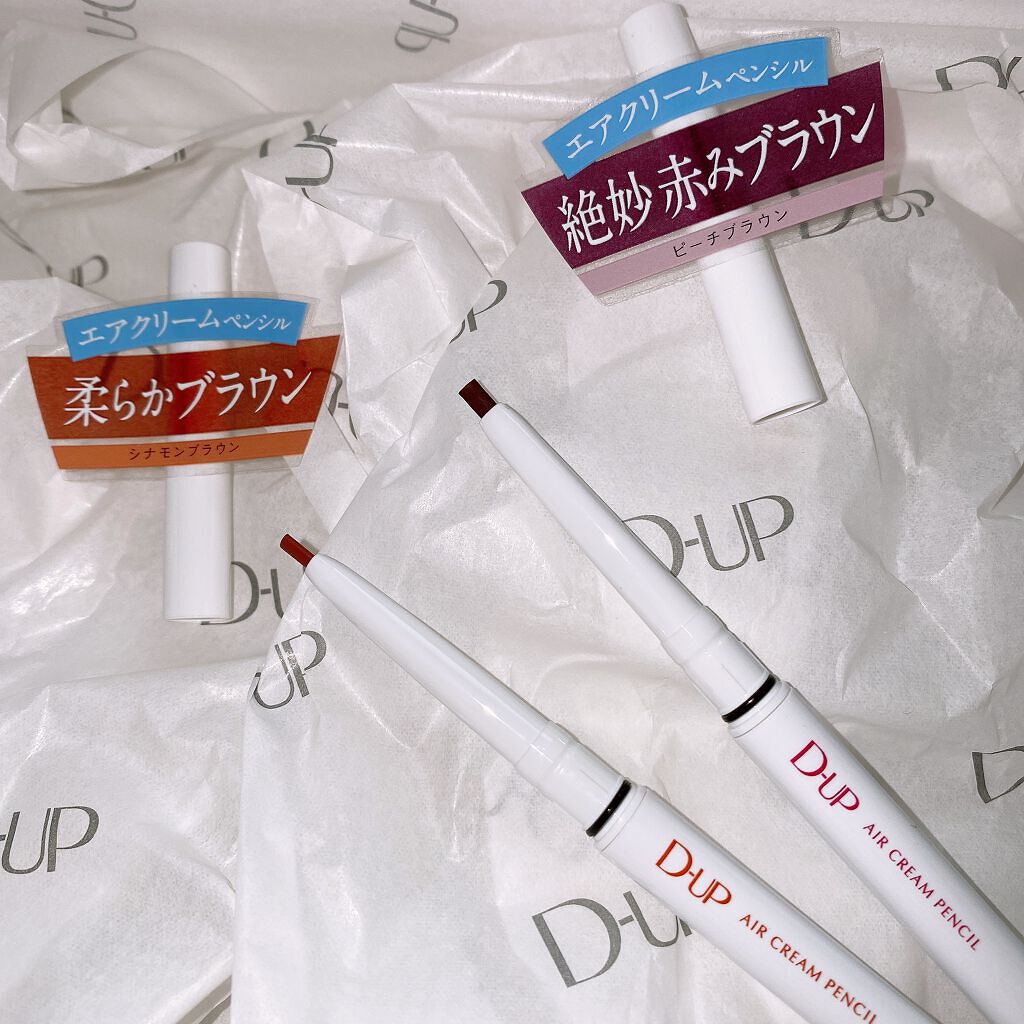 エアクリームペンシル
絶妙 赤みブラウン
ピーチブラウン
エアクリームペンシル
柔らかブラウン
シナモンブラウン
D-UP
D-UP AIR CREAM PENCIL
D-UP AIR CREAM PENCIL